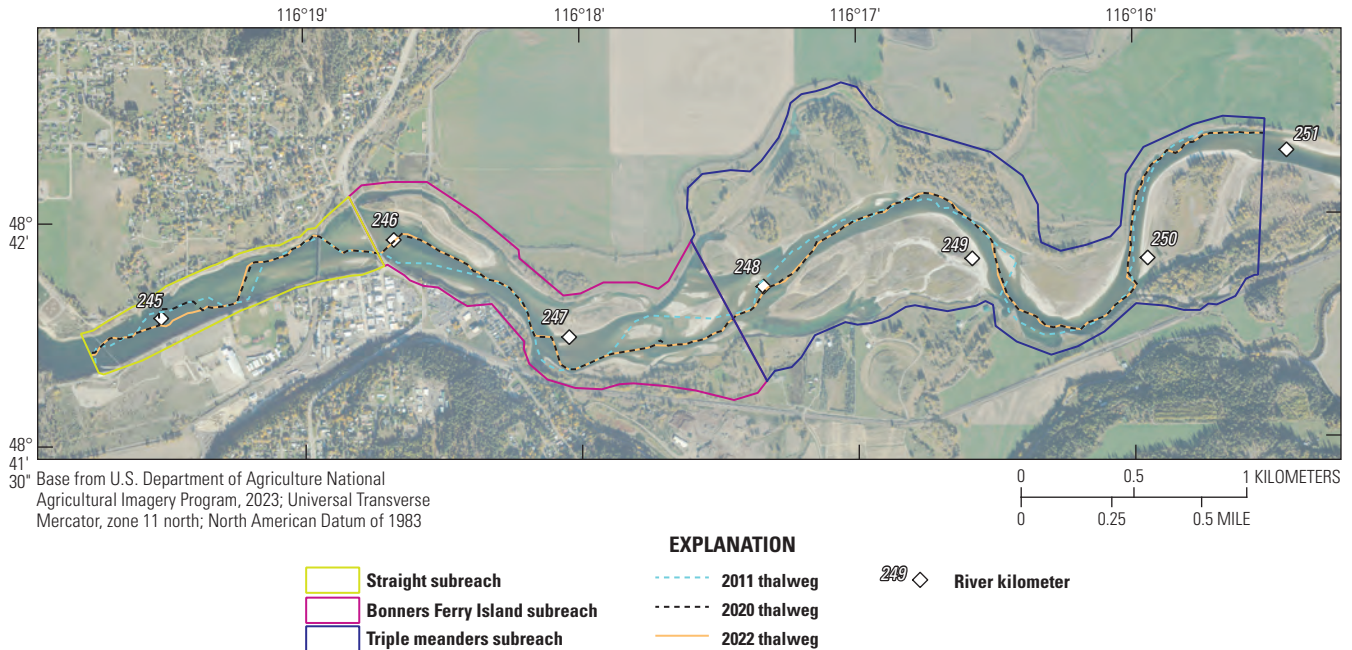 116°19' 116°18' 116°17' 116°16'
251
246
48°
42'
250
249
248
245
247
48°
41'
30"
Base from U.S. Department of Agriculture National
Agricultural Imagery Program, 2023; Universal Transverse
Mercator, zone 11 north; North American Datum of 1983
0 0.5 1 KILOMETERS
0 0.25 0.5 MILE
EXPLANATION
Straight subreach
Bonners Ferry Island subreach
Triple meanders subreach
2011 thalweg
2020 thalweg
2022 thalweg
249 River kilometer